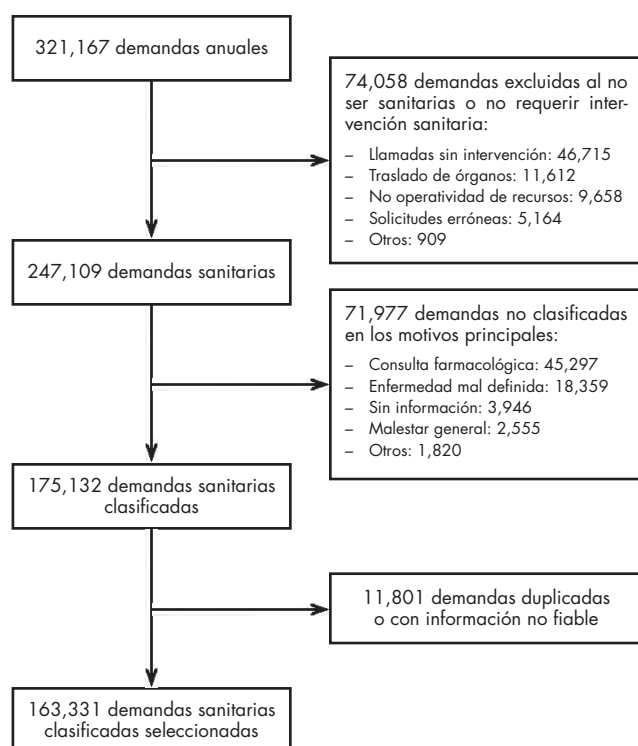 321,167 demandas anuales
74,058 demandas excluidas al no
ser sanitarias o no requerir inter-
vención sanitaria:
– Llamadas sin intervención: 46,715
– Traslado de órganos: 11,612
– No operatividad de recursos: 9,658
– Solicitudes erróneas: 5,164
– Otros: 909
247,109 demandas sanitarias
71,977 demandas no clasificadas
en los motivos principales:
– Consulta farmacológica: 45,297
– Enfermedad mal definida: 18,359
– Sin información: 3,946
– Malestar general: 2,555
– Otros: 1,820
175,132 demandas sanitarias
clasificadas
11,801 demandas duplicadas
o con información no fiable
163,331 demandas sanitarias
clasificadas seleccionadas